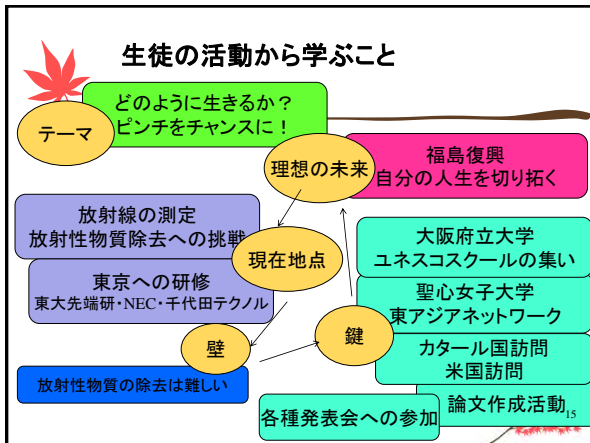 生徒の活動から学ぶこと
テーマ
どのように生きるか？
ピンチをチャンスに！
理想の未来
福島復興
自分の人生を切り拓く
放射線の測定
放射性物質除去への挑戦
現在地点
東京への研修
東大先端研・NEC・千代田テクノル
壁
放射性物質の除去は難しい
鍵
大阪府立大学
ユネスコスクールの集い
聖心女子大学
東アジアネットワーク
カタール国訪問
米国訪問
論文作成活動
各種発表会への参加
15